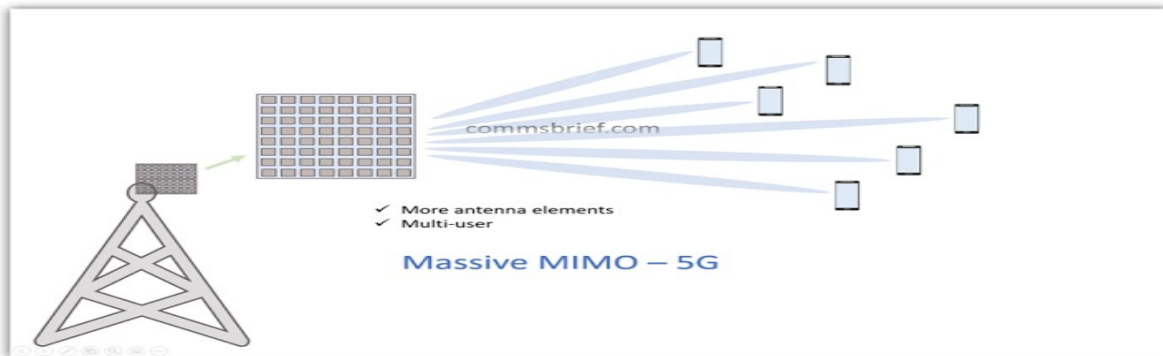 commsbrief.com
✓ More antenna elements
✓ Multi-user
Massive MIMO – 5G